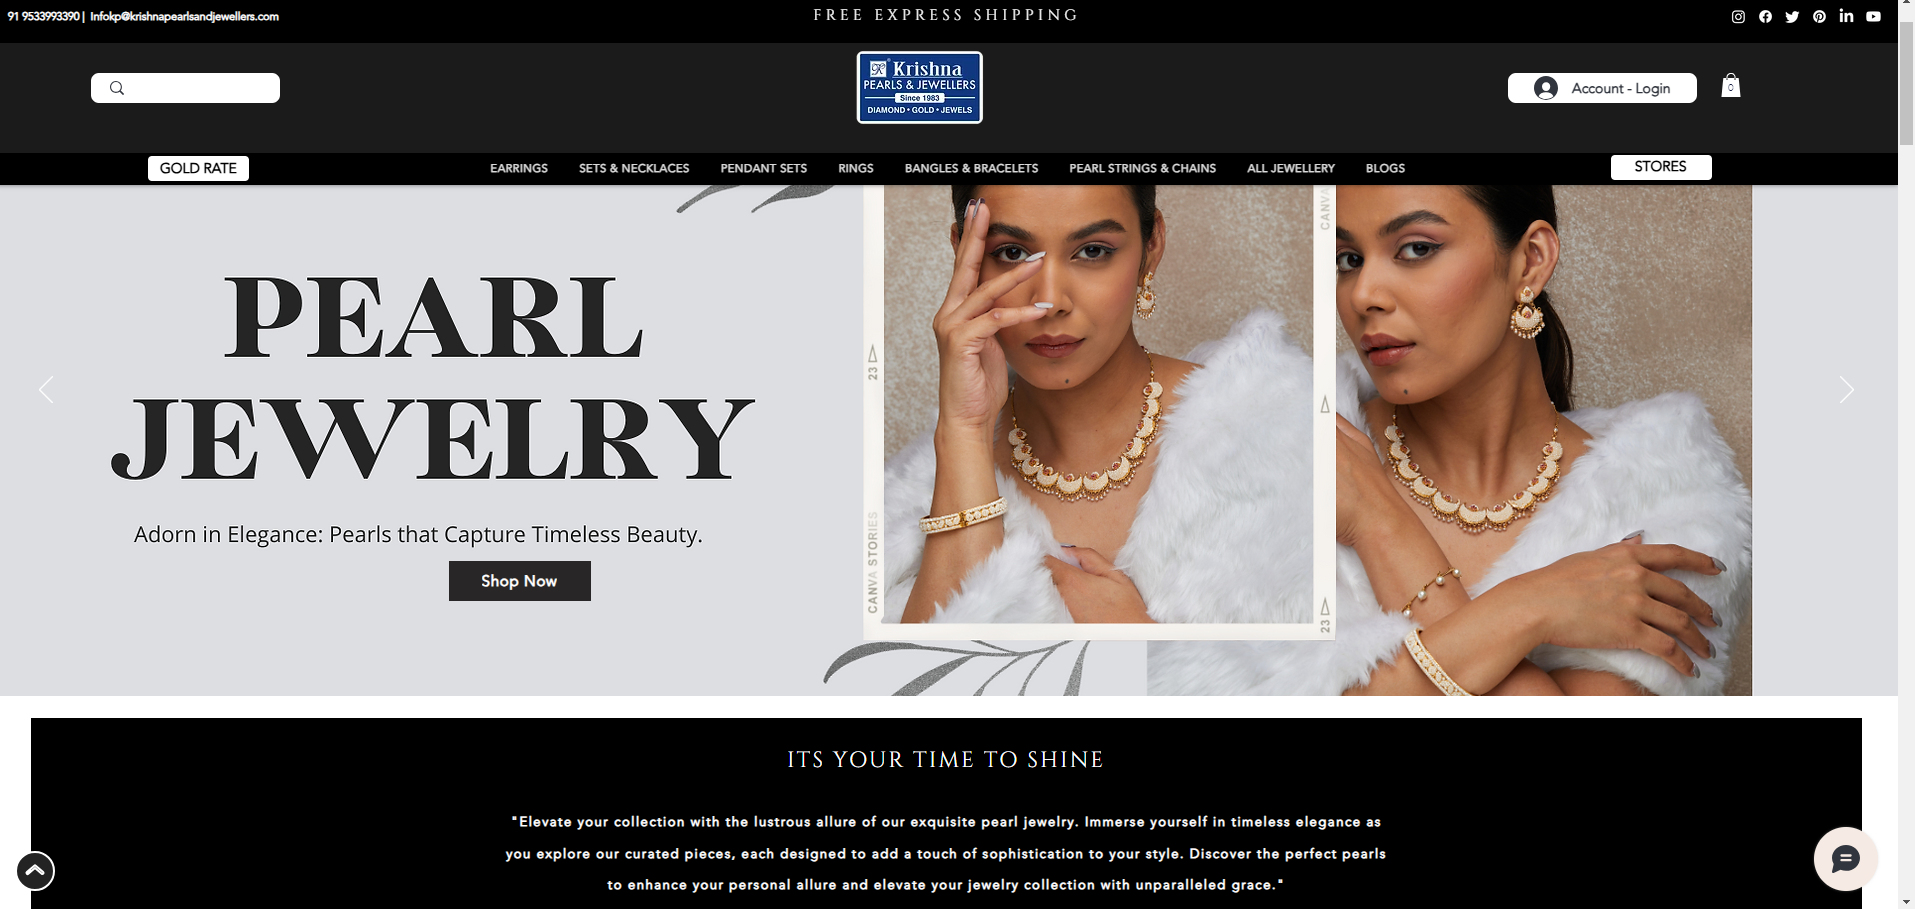 91 9533993390 | Infokp@krishnapearlsandjewellers.com
FREE EXPRESS SHIPPING
Krishna
PEARLS & JEWELLERS
Since 1983
DIAMOND • GOLD • JEWELS
Account - Login
0
GOLD RATE
EARRINGS
SETS & NECKLACES
PENDANT SETS
RINGS
BANGLES & BRACELETS
PEARL STRINGS & CHAINS
ALL JEWELLERY
BLOGS
STORES
PEARL
JEWELRY
Adorn in Elegance: Pearls that Capture Timeless Beauty.
Shop Now
23
CANVA STORIES
CANVA
23
ITS YOUR TIME TO SHINE
"Elevate your collection with the lustrous allure of our exquisite pearl jewelry. Immerse yourself in timeless elegance as
you explore our curated pieces, each designed to add a touch of sophistication to your style. Discover the perfect pearls
to enhance your personal allure and elevate your jewelry collection with unparalleled grace."